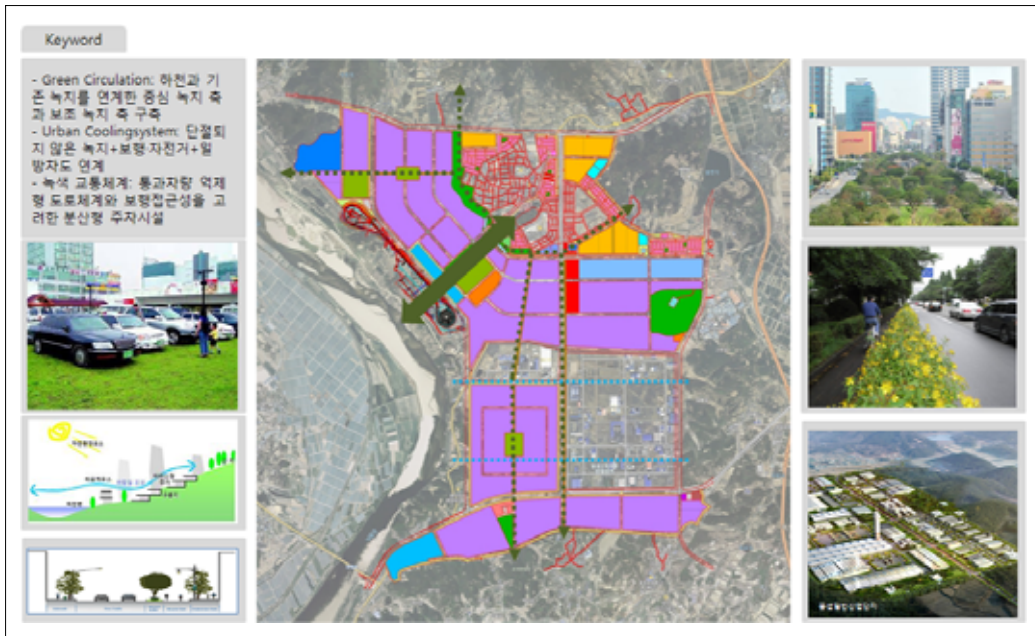 Keyword
- Green Circulation: 하천과 기
존 녹지를 연계한 중심 녹지 축
과 보조 녹지 축 구축
- Urban Coolingsystem: 단절되
지 않은 녹지+보행·자전거+일
방차도 연계
- 녹색 교통체계: 통과차량 억제
형 도로체계와 보행접근성을 고
려한 분산형 주차시설